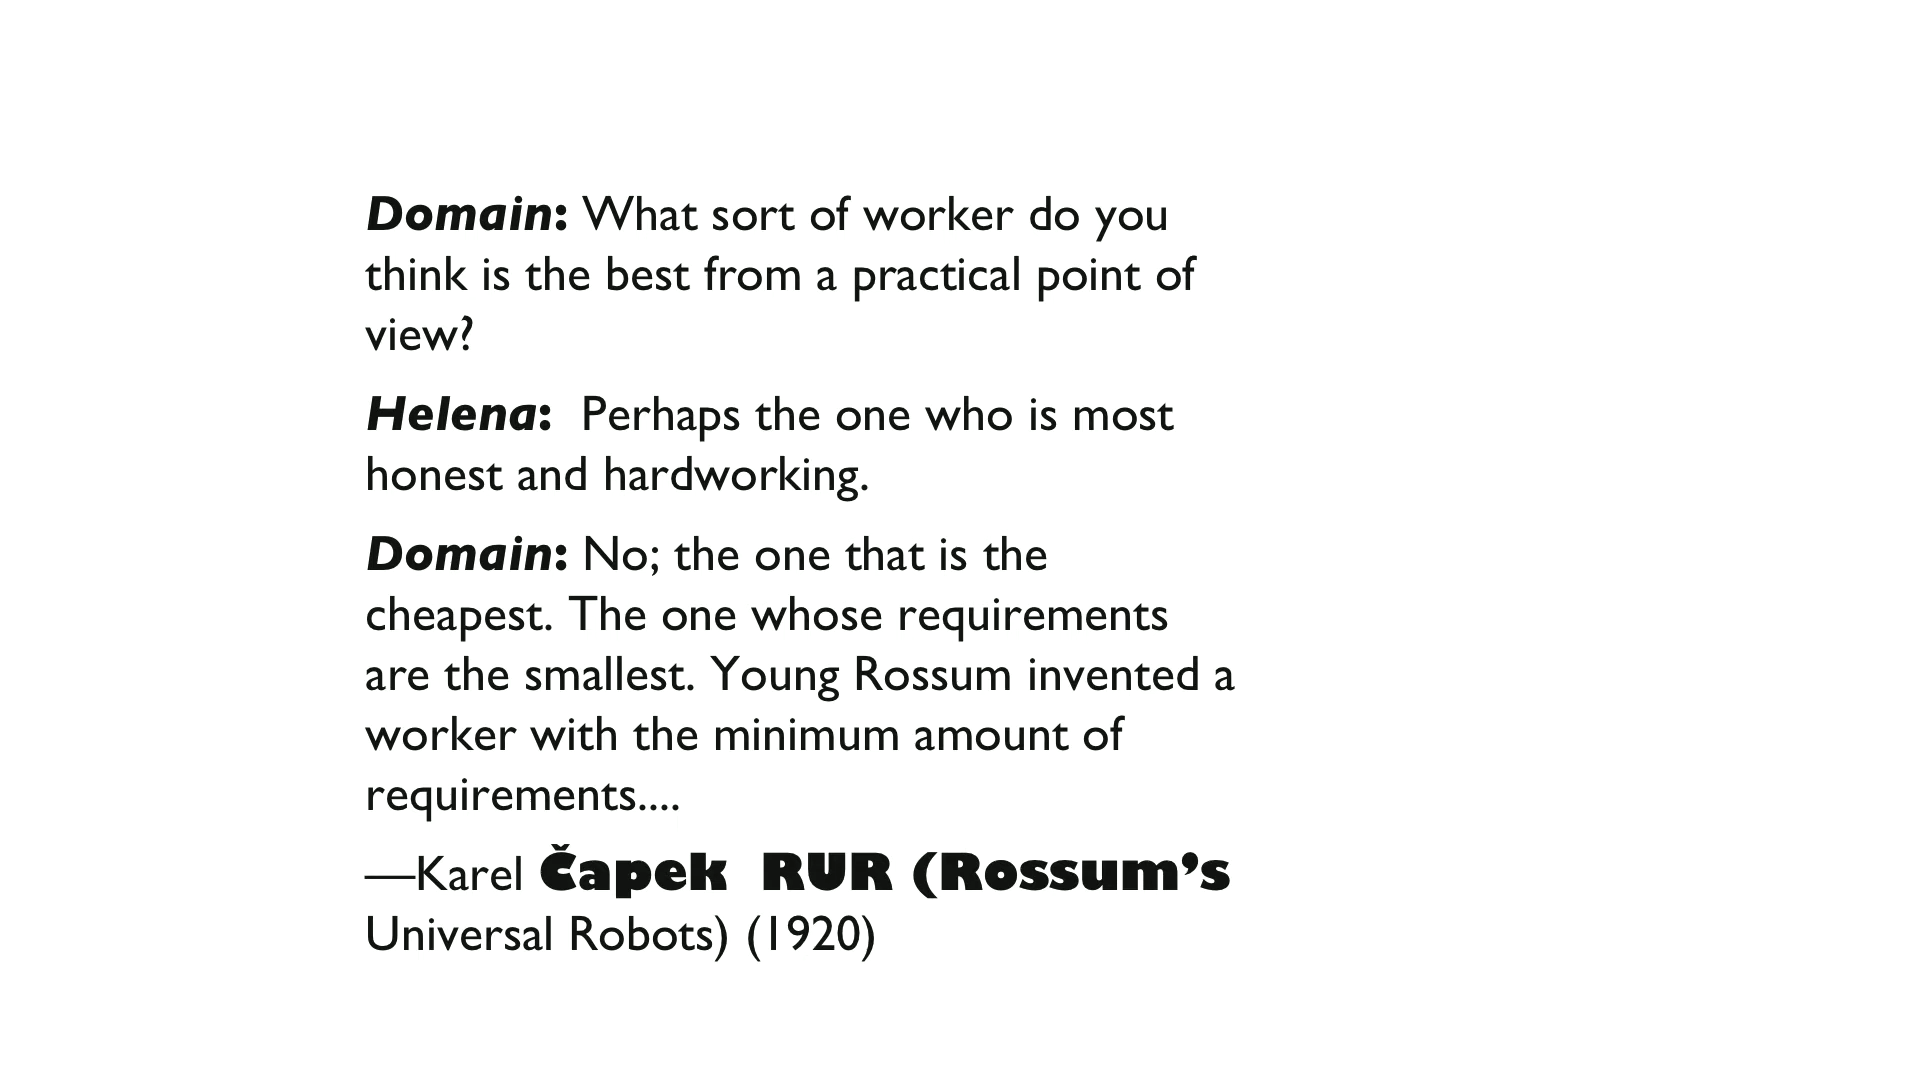 Domain: What sort of worker do you
think is the best from a practical point of
view?
Helena:  Perhaps the one who is most
honest and hardworking.
Domain: No; the one that is the
cheapest. The one whose requirements
are the smallest. Young Rossum invented a
worker with the minimum amount of
requirements....
—Karel Čapek  RUR (Rossum’s
Universal Robots) (1920)